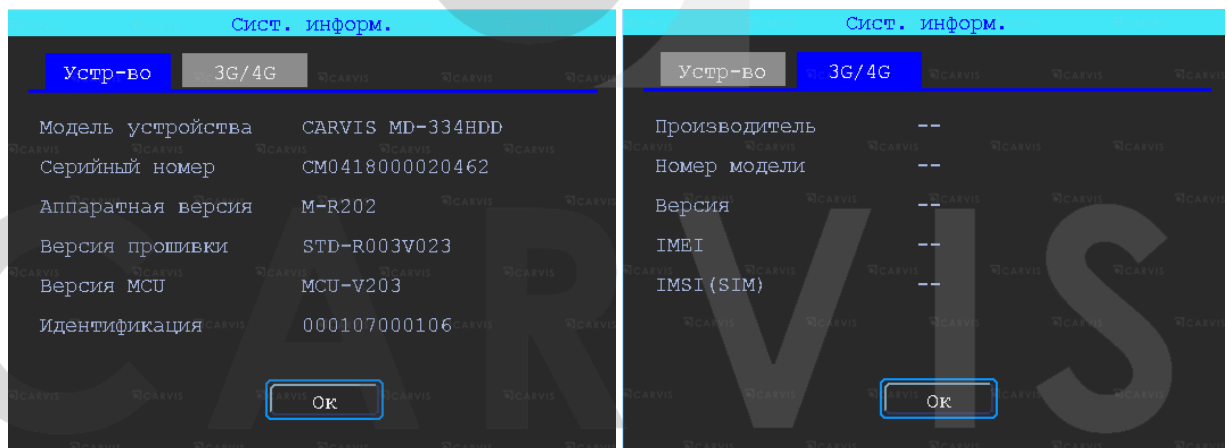 Сист. информ.
Устр-во 3G/4G
Модель устройства CARVIS MD-334HDD
Серийный номер CM0418000020462
Аппаратная версия M-R202
Версия прошивки STD-R003V023
Версия MCU MCU-V203
Идентификация 000107000106
Ок
Сист. информ.
Устр-во 3G/4G
Производитель --
Номер модели --
Версия --
IMEI --
IMSI(SIM) --
Ок
CARVIS